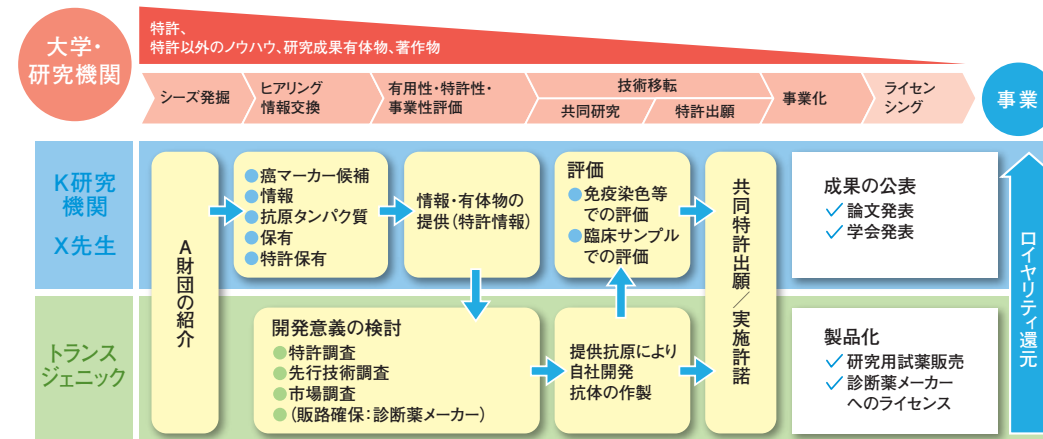 大学・
研究機関
特許、
特許以外のノウハウ、研究成果有体物、著作物
シーズ発掘
ヒアリング
情報交換
有用性・特許性・
事業性評価
技術移転
共同研究
特許出願
事業化
ライセン
シング
事業
K研究
機関
X先生
A財団の紹介
癌マーカー候補
情報
抗原タンパク質
保有
特許保有
情報・有体物の
提供(特許情報)
評価
免疫染色等
での評価
臨床サンプル
での評価
共同特許出願/実施許諾
成果の公表
論文発表
学会発表
ロイヤリティ還元
トランス
ジェニック
開発意義の検討
特許調査
先行技術調査
市場調査
(販路確保:診断薬メーカー)
提供抗原により
自社開発
抗体の作製
製品化
研究用試薬販売
診断薬メーカー
へのライセンス